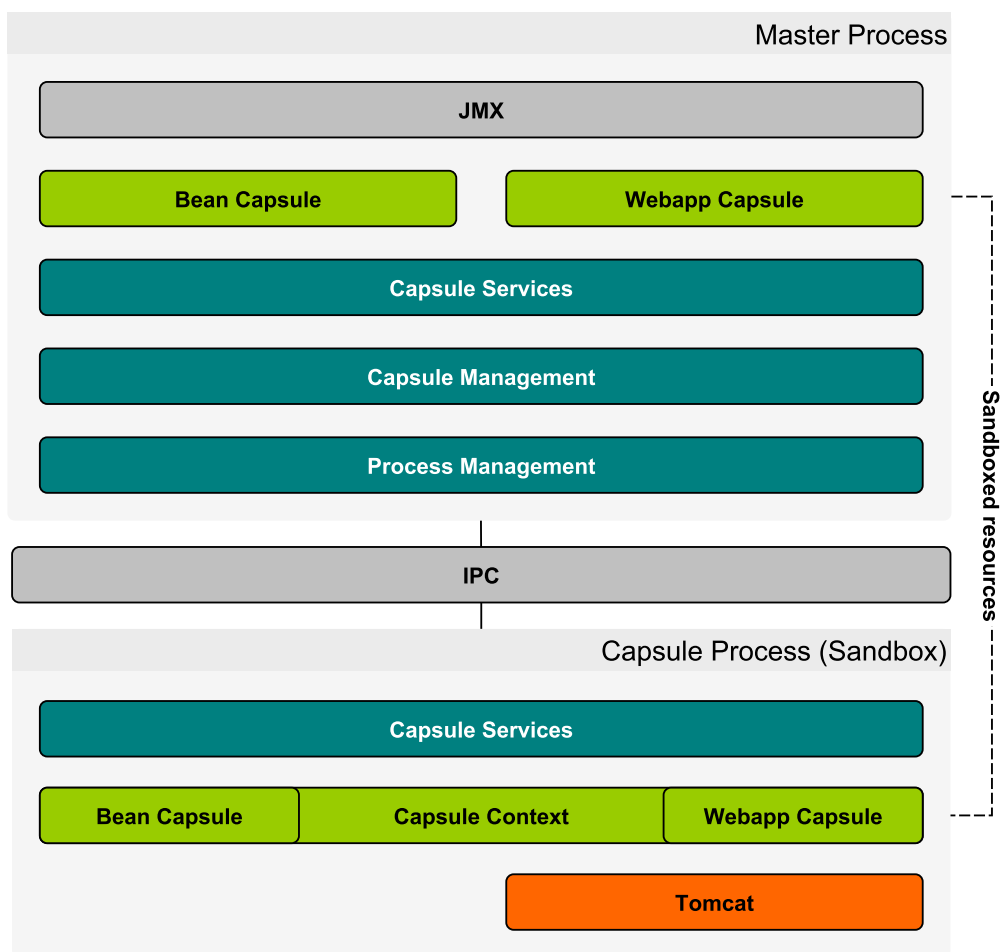 Master Process
JMX
Bean Capsule
Webapp Capsule
Capsule Services
Capsule Management
Process Management
Sandboxed resources
IPC
Capsule Process (Sandbox)
Capsule Services
Bean Capsule
Capsule Context
Webapp Capsule
Tomcat